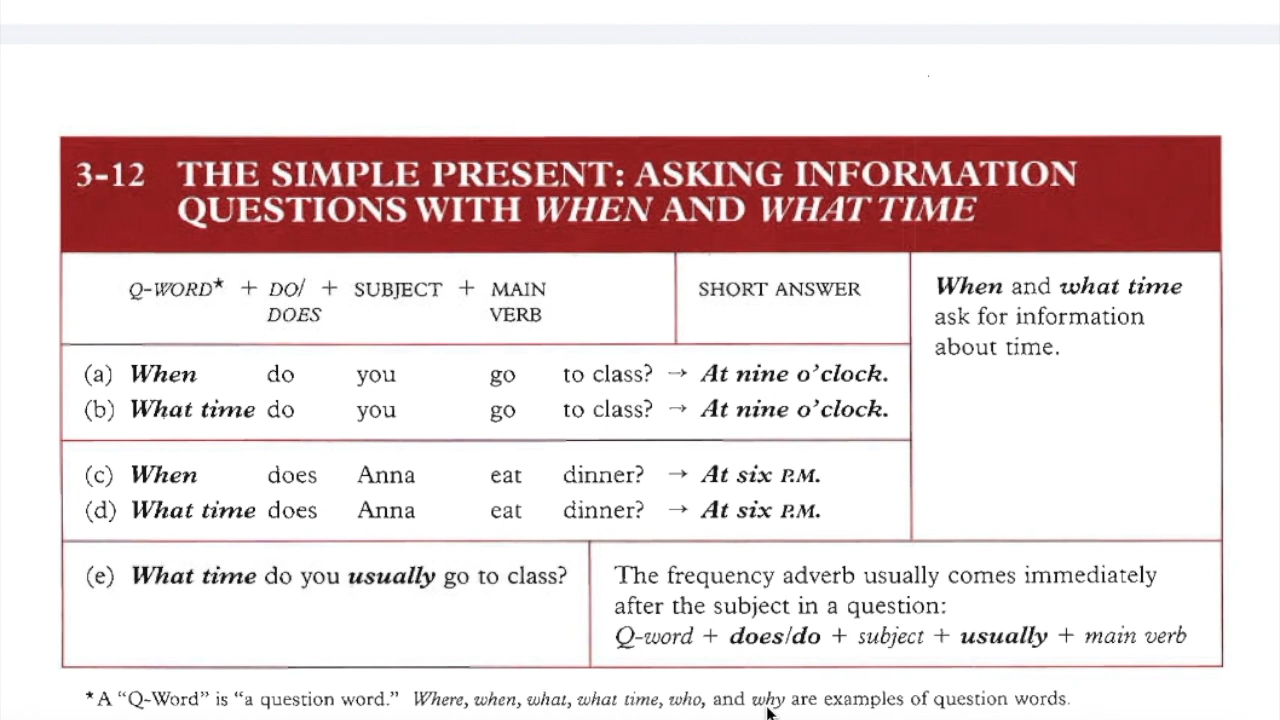 3-12 THE SIMPLE PRESENT: ASKING INFORMATION
QUESTIONS WITH WHEN AND WHAT TIME
Q-WORD* + DO/ + SUBJECT + MAIN
DOES VERB
SHORT ANSWER
When and what time
ask for information
about time.
(a) When do you go to class? → At nine o'clock.
(b) What time do you go to class? → At nine o'clock.
(c) When does Anna eat dinner? → At six P.M.
(d) What time does Anna eat dinner? → At six P.M.
(e) What time do you usually go to class?
The frequency adverb usually comes immediately
after the subject in a question:
Q-word + does/do + subject + usually + main verb
*A "Q-Word" is "a question word." Where, when, what, what time, who, and why are examples of question words.